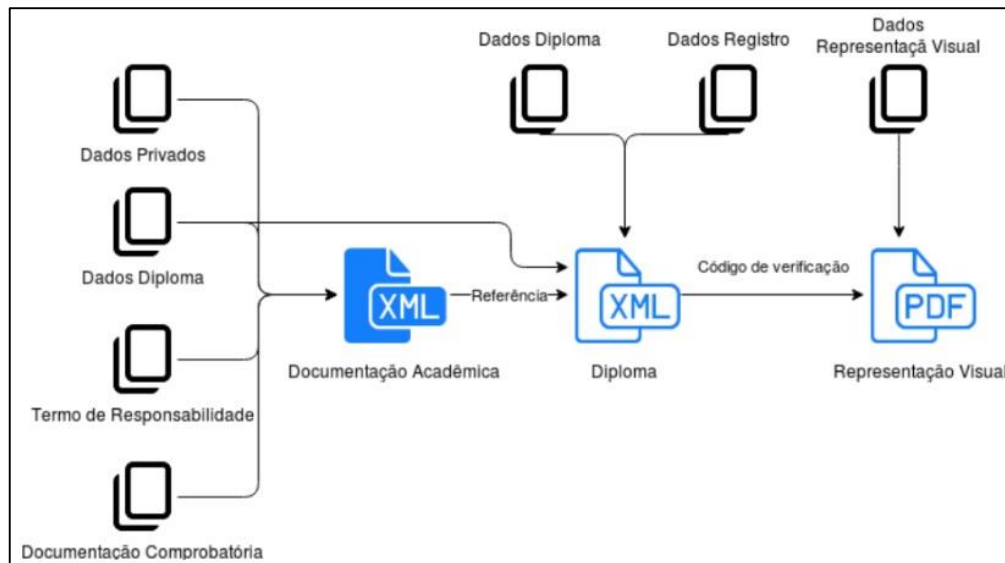 Dados Diploma
Dados Registro
Dados
Representaçã Visual
Dados Privados
Dados Diploma
Código de verificação
XML
Referência
XML
PDF
Documentação Acadêmica
Diploma
Representação Visual
Termo de Responsabilidade
Documentação Comprobatória